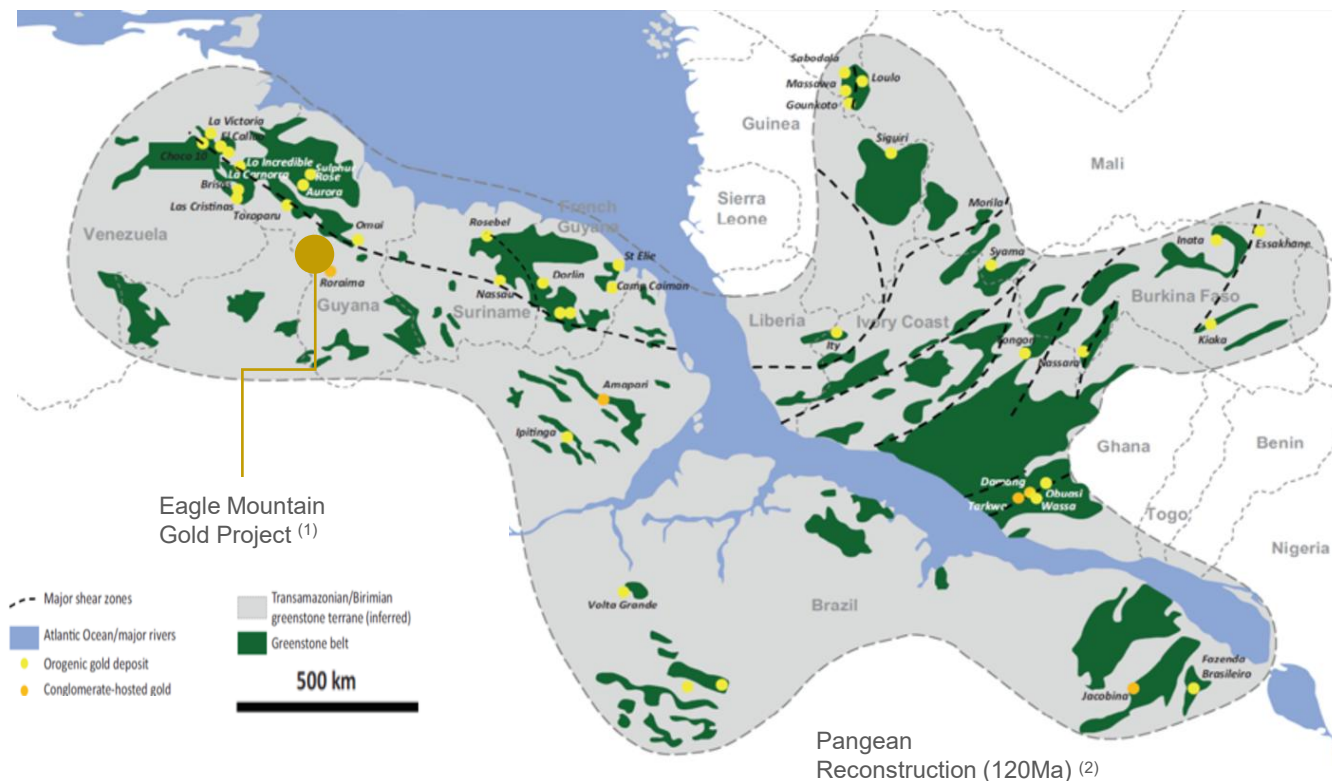 Sabodala
Massawa
Loulo
Gounkoto
Guinea
Siguiri
Mali
La Victoria
El Callao
Choco 10
La Incredible
La Camorra
Sulphur
Rose
Aurora
Brisas
Las Cristinas
Toroparu
Omai
Venezuela
Roraima
Guyana
Rosebel
French
Guyana
St Elie
Dorlin
Camp Caiman
Nassau
Suriname
Sierra
Leone
Morila
Syama
Inata
Essakhane
Burkina Faso
Kiaka
Liberia
Ivory Coast
Ity
Tongon
Nassara
Amapari
Ipitinga
Ghana
Benin
Togo
Nigeria
Damang
Obuasi
Tarkwa
Wassa
Eagle Mountain
Gold Project (1)
Volta Grande
Brazil
Fazenda
Brasileiro
Jacobina
Major shear zones
Atlantic Ocean/major rivers
Orogenic gold deposit
Conglomerate-hosted gold
Transamazonian/Birimian
greenstone terrane (inferred)
Greenstone belt
500 km
Pangean
Reconstruction (120Ma) (2)